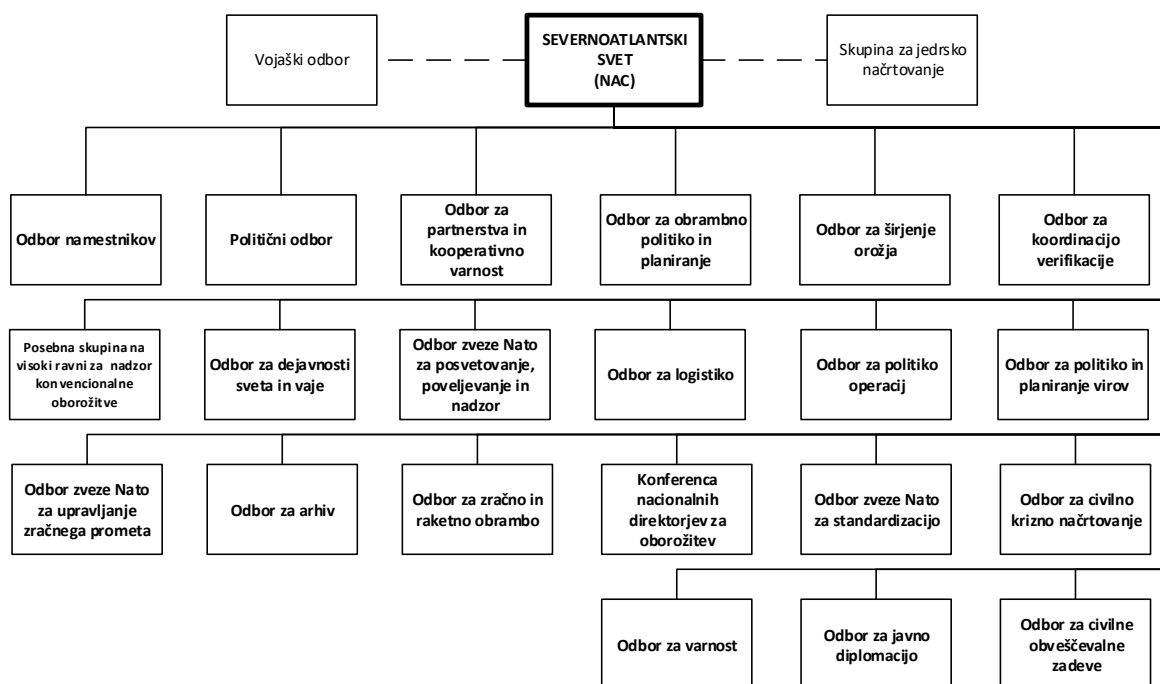 Vojaški odbor
SEVERNOATLANTSKI
SVET
(NAC)
Skupina za jedrsko
načrtovanje
Odbor namestnikov
Politični odbor
Odbor za
partnerstva in
kooperativno
varnost
Odbor za obrambno
politiko in
planiranje
Odbor za širjenje
orožja
Odbor za
koordinacijo
verifikacije
Posebna skupina na
visoki ravni za nadzor
konvencionalne
oborožitve
Odbor za dejavnosti
sveta in vaje
Odbor zveze Nato
za posvetovanje,
poveljevanje in
nadzor
Odbor za logistiko
Odbor za politiko
operacij
Odbor za politiko in
planiranje virov
Odbor zveze Nato
za upravljanje
zračnega prometa
Odbor za arhiv
Odbor za zračno in
raketno obrambo
Konferenca
nacionalnih
direktorjev za
oborožitev
Odbor zveze Nato
za standardizacijo
Odbor za civilno
krizno načrtovanje
Odbor za varnost
Odbor za javno
diplomacijo
Odbor za civilne
obveščevalne
zadeve